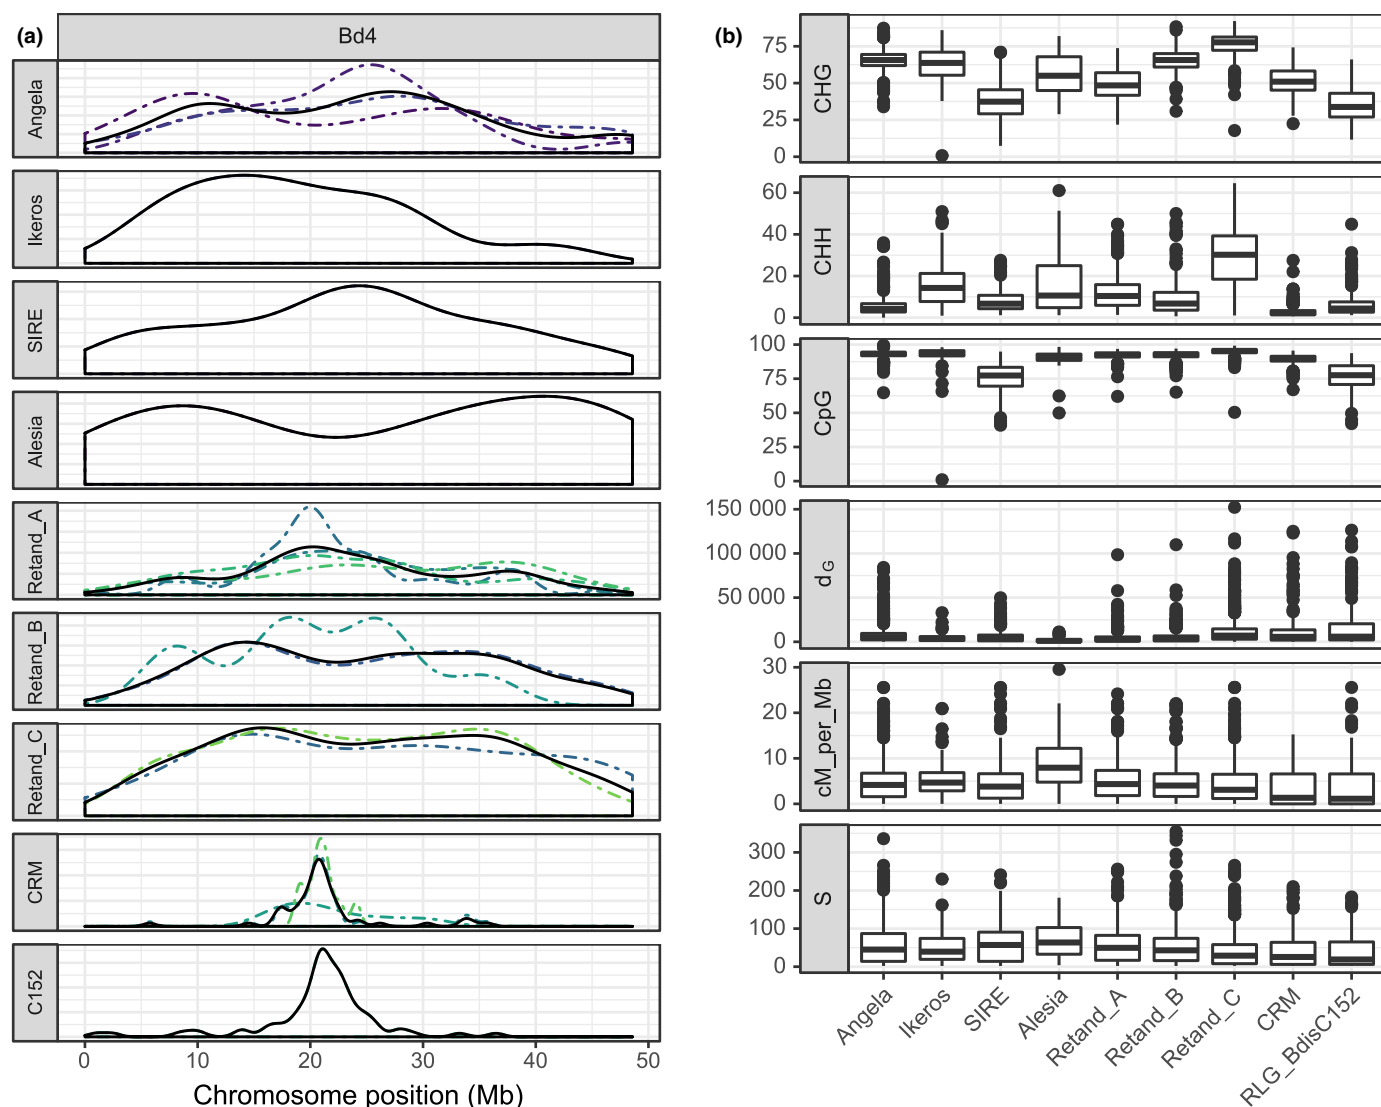 (a)
Bd4
Angela
Ikeros
SIRE
Alesia
Retand_A
Retand_B
Retand_C
CRM
C152
0 10 20 30 40 50
Chromosome position (Mb)
(b)
CHG
75
50
25
0
CHH
60
40
20
0
CpG
100
75
50
25
0
dG
150 000
100 000
50 000
0
cM_per_Mb
30
20
10
0
S
300
200
100
0
Angela
Ikeros
SIRE
Alesia
Retand_A
Retand_B
Retand_C
CRM
RLG_BdisC152